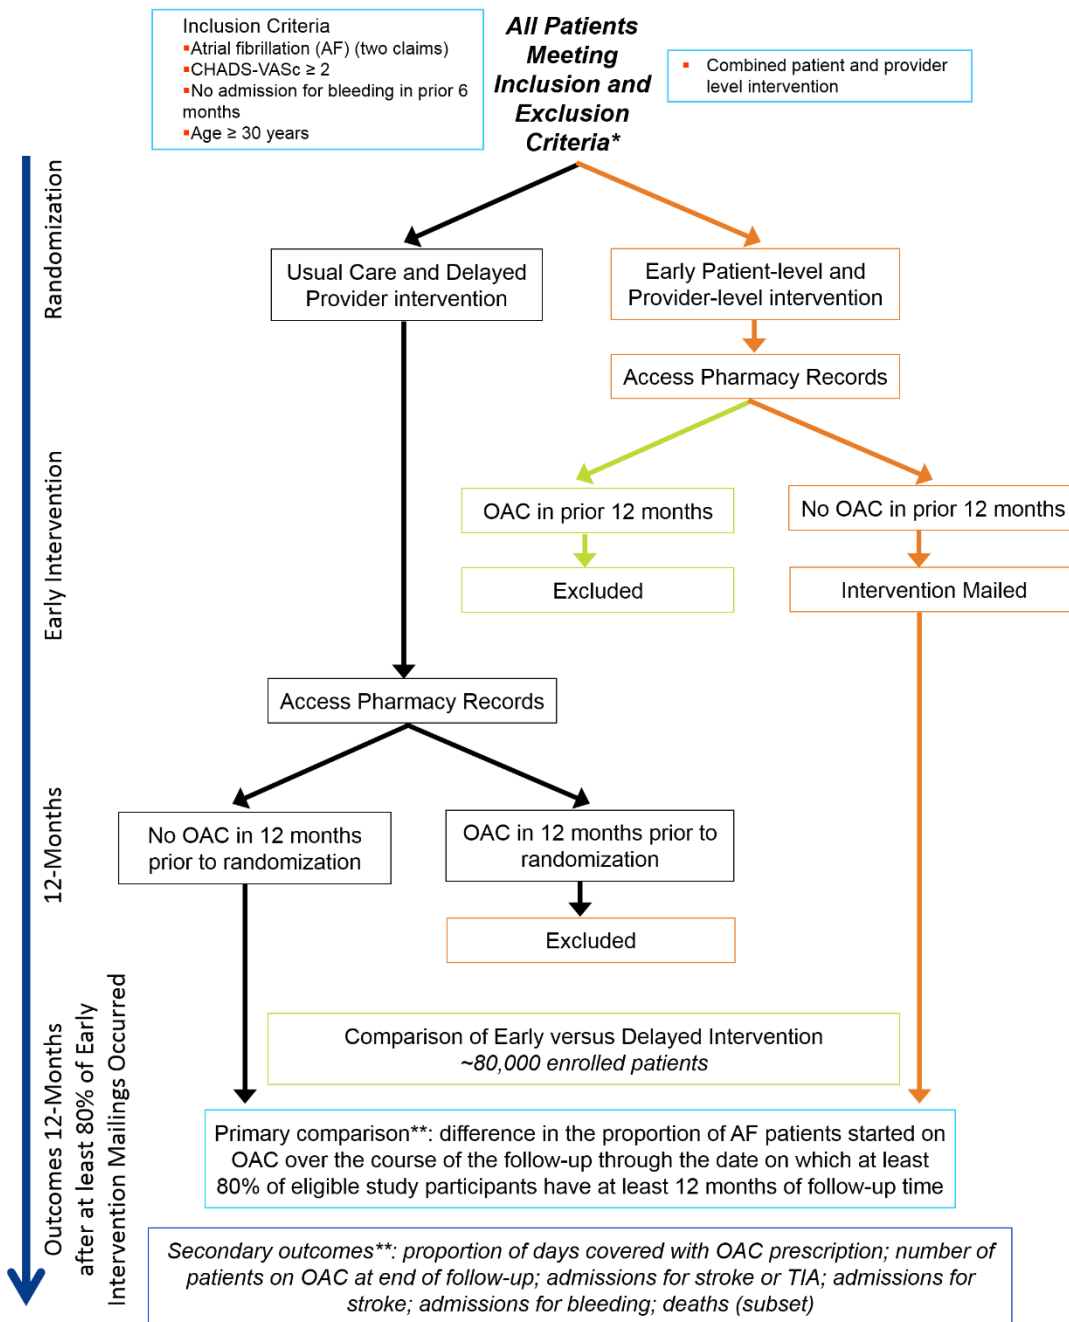 Inclusion Criteria
▪Atrial fibrillation (AF) (two claims)
▪CHADS-VASc ≥ 2
▪No admission for bleeding in prior 6
months
▪Age ≥ 30 years
All Patients
Meeting
Inclusion and
Exclusion
Criteria*
▪ Combined patient and provider
level intervention
Randomization
Usual Care and Delayed
Provider intervention
Early Patient-level and
Provider-level intervention
Access Pharmacy Records
Early Intervention
OAC in prior 12 months
No OAC in prior 12 months
Excluded
Intervention Mailed
Access Pharmacy Records
12-Months
No OAC in 12 months
prior to randomization
OAC in 12 months prior to
randomization
Excluded
Outcomes 12-Months
after at least 80% of Early
Intervention Mailings Occurred
Comparison of Early versus Delayed Intervention
~80,000 enrolled patients
Primary comparison**: difference in the proportion of AF patients started on
OAC over the course of the follow-up through the date on which at least
80% of eligible study participants have at least 12 months of follow-up time
Secondary outcomes**: proportion of days covered with OAC prescription; number of
patients on OAC at end of follow-up; admissions for stroke or TIA; admissions for
stroke; admissions for bleeding; deaths (subset)